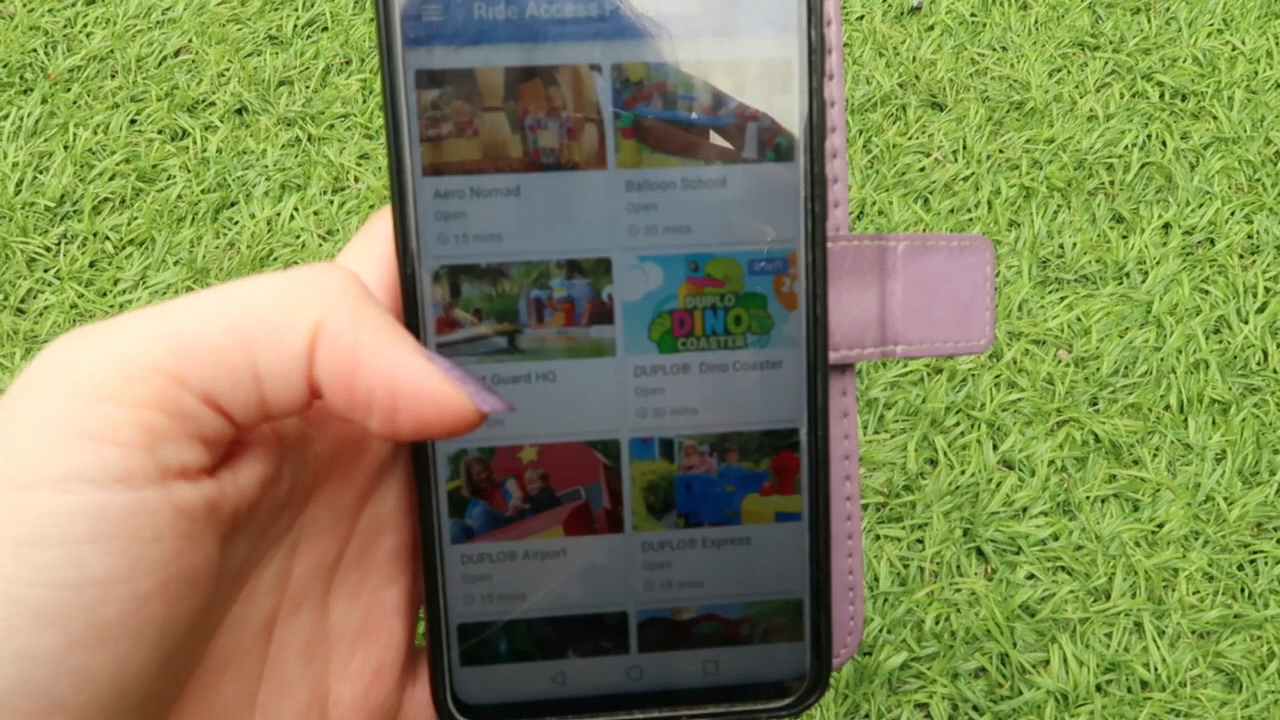 Ride Access
Aero Nomad
Open
15 mins
Balloon School
Open
30 mins
Guard HQ
DUPLO
DINO
COASTER
DUPLO® Dino Coaster
Open
30 mins
DUPLO® Airport
Open
15 mins
DUPLO® Express
Open
15 mins